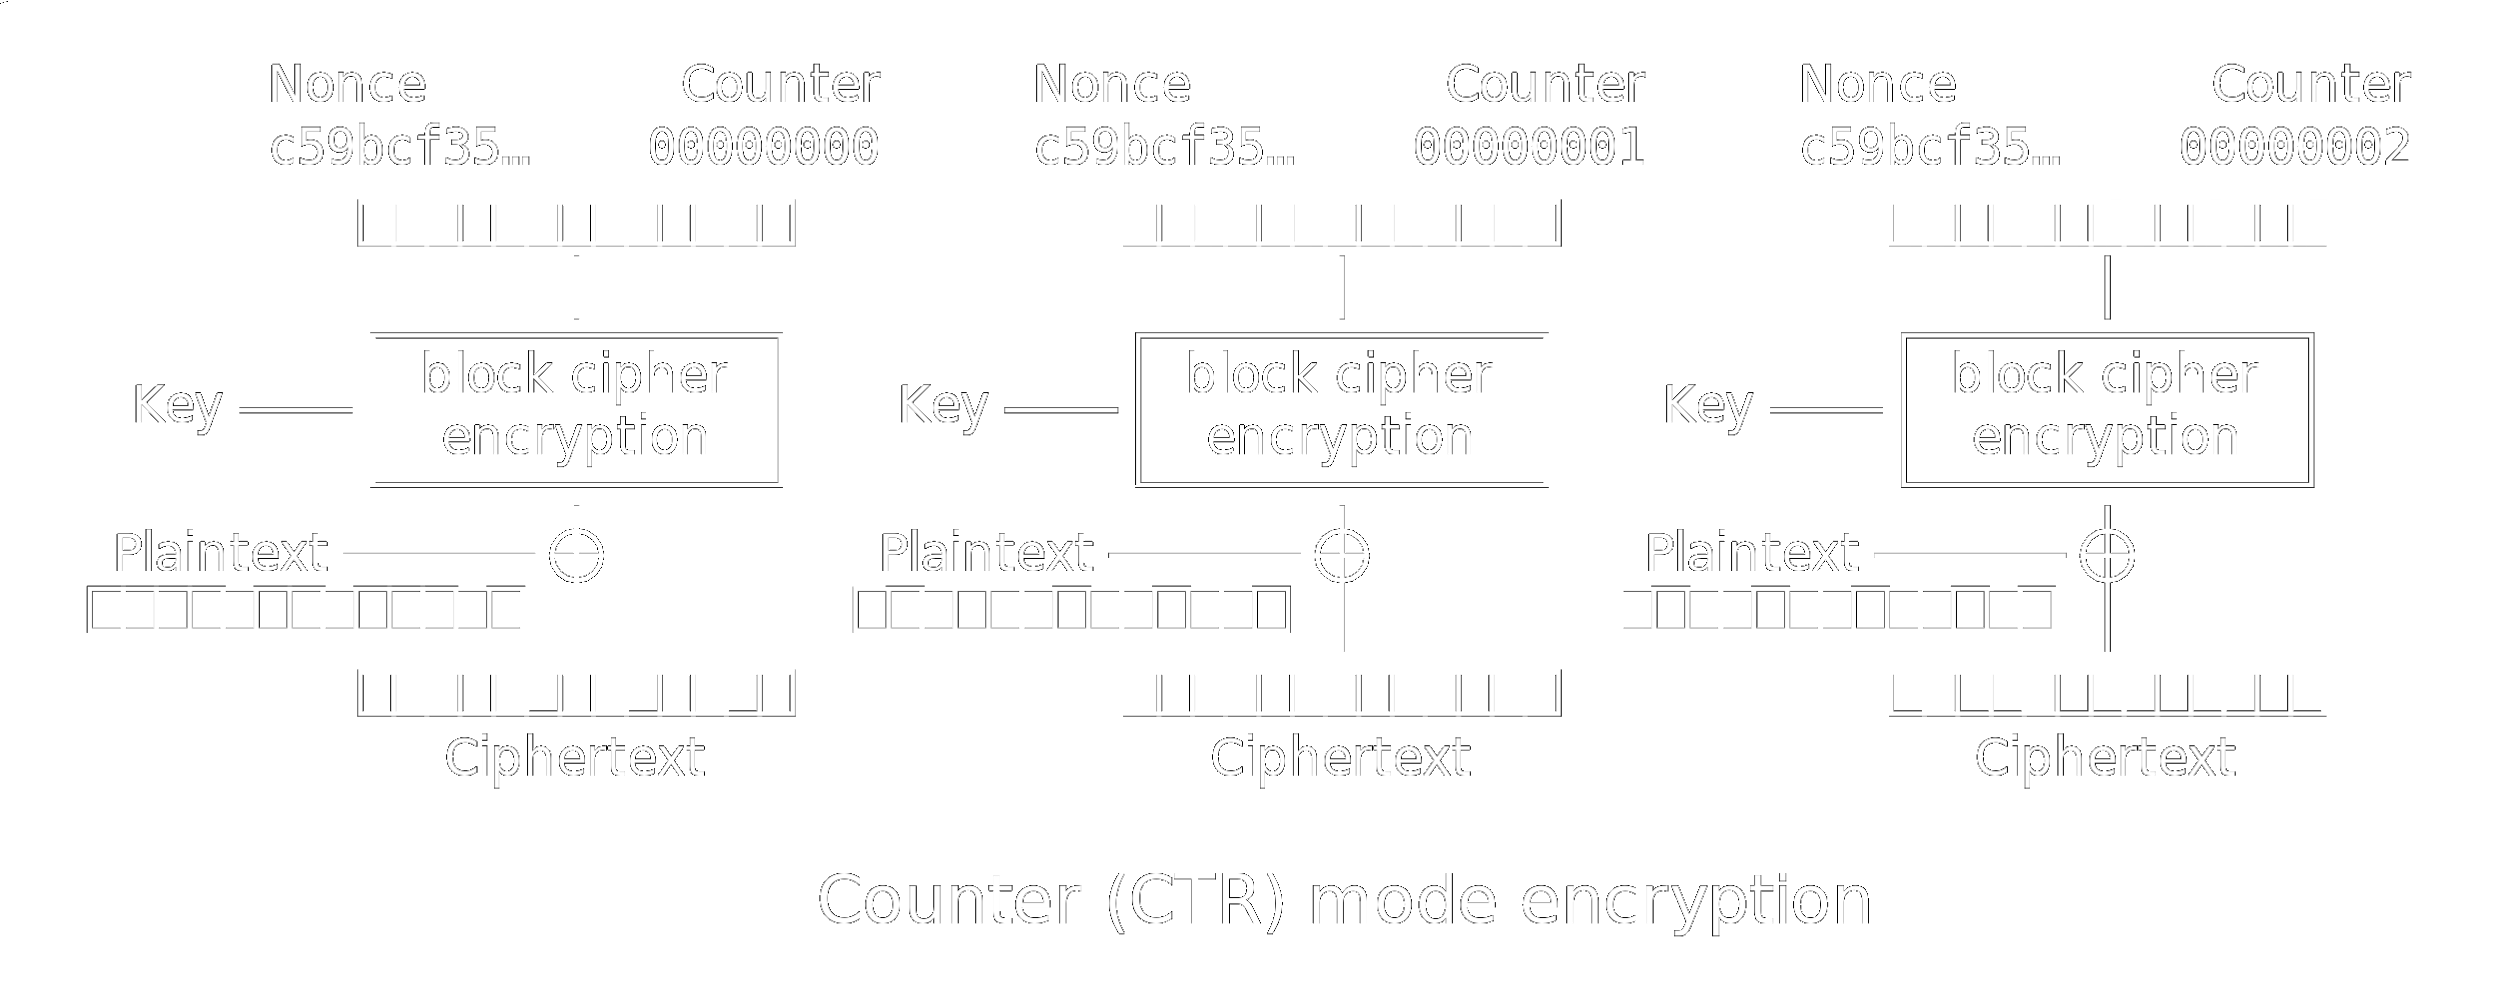 Nonce Counter Nonce Counter Nonce Counter
c59bcf35… 00000000 c59bcf35… 00000001 c59bcf35… 00000002
block cipher block cipher block cipher
Key Key Key
encryption encryption encryption
Plaintext Plaintext Plaintext
Ciphertext Ciphertext Ciphertext
Counter (CTR) mode encryption